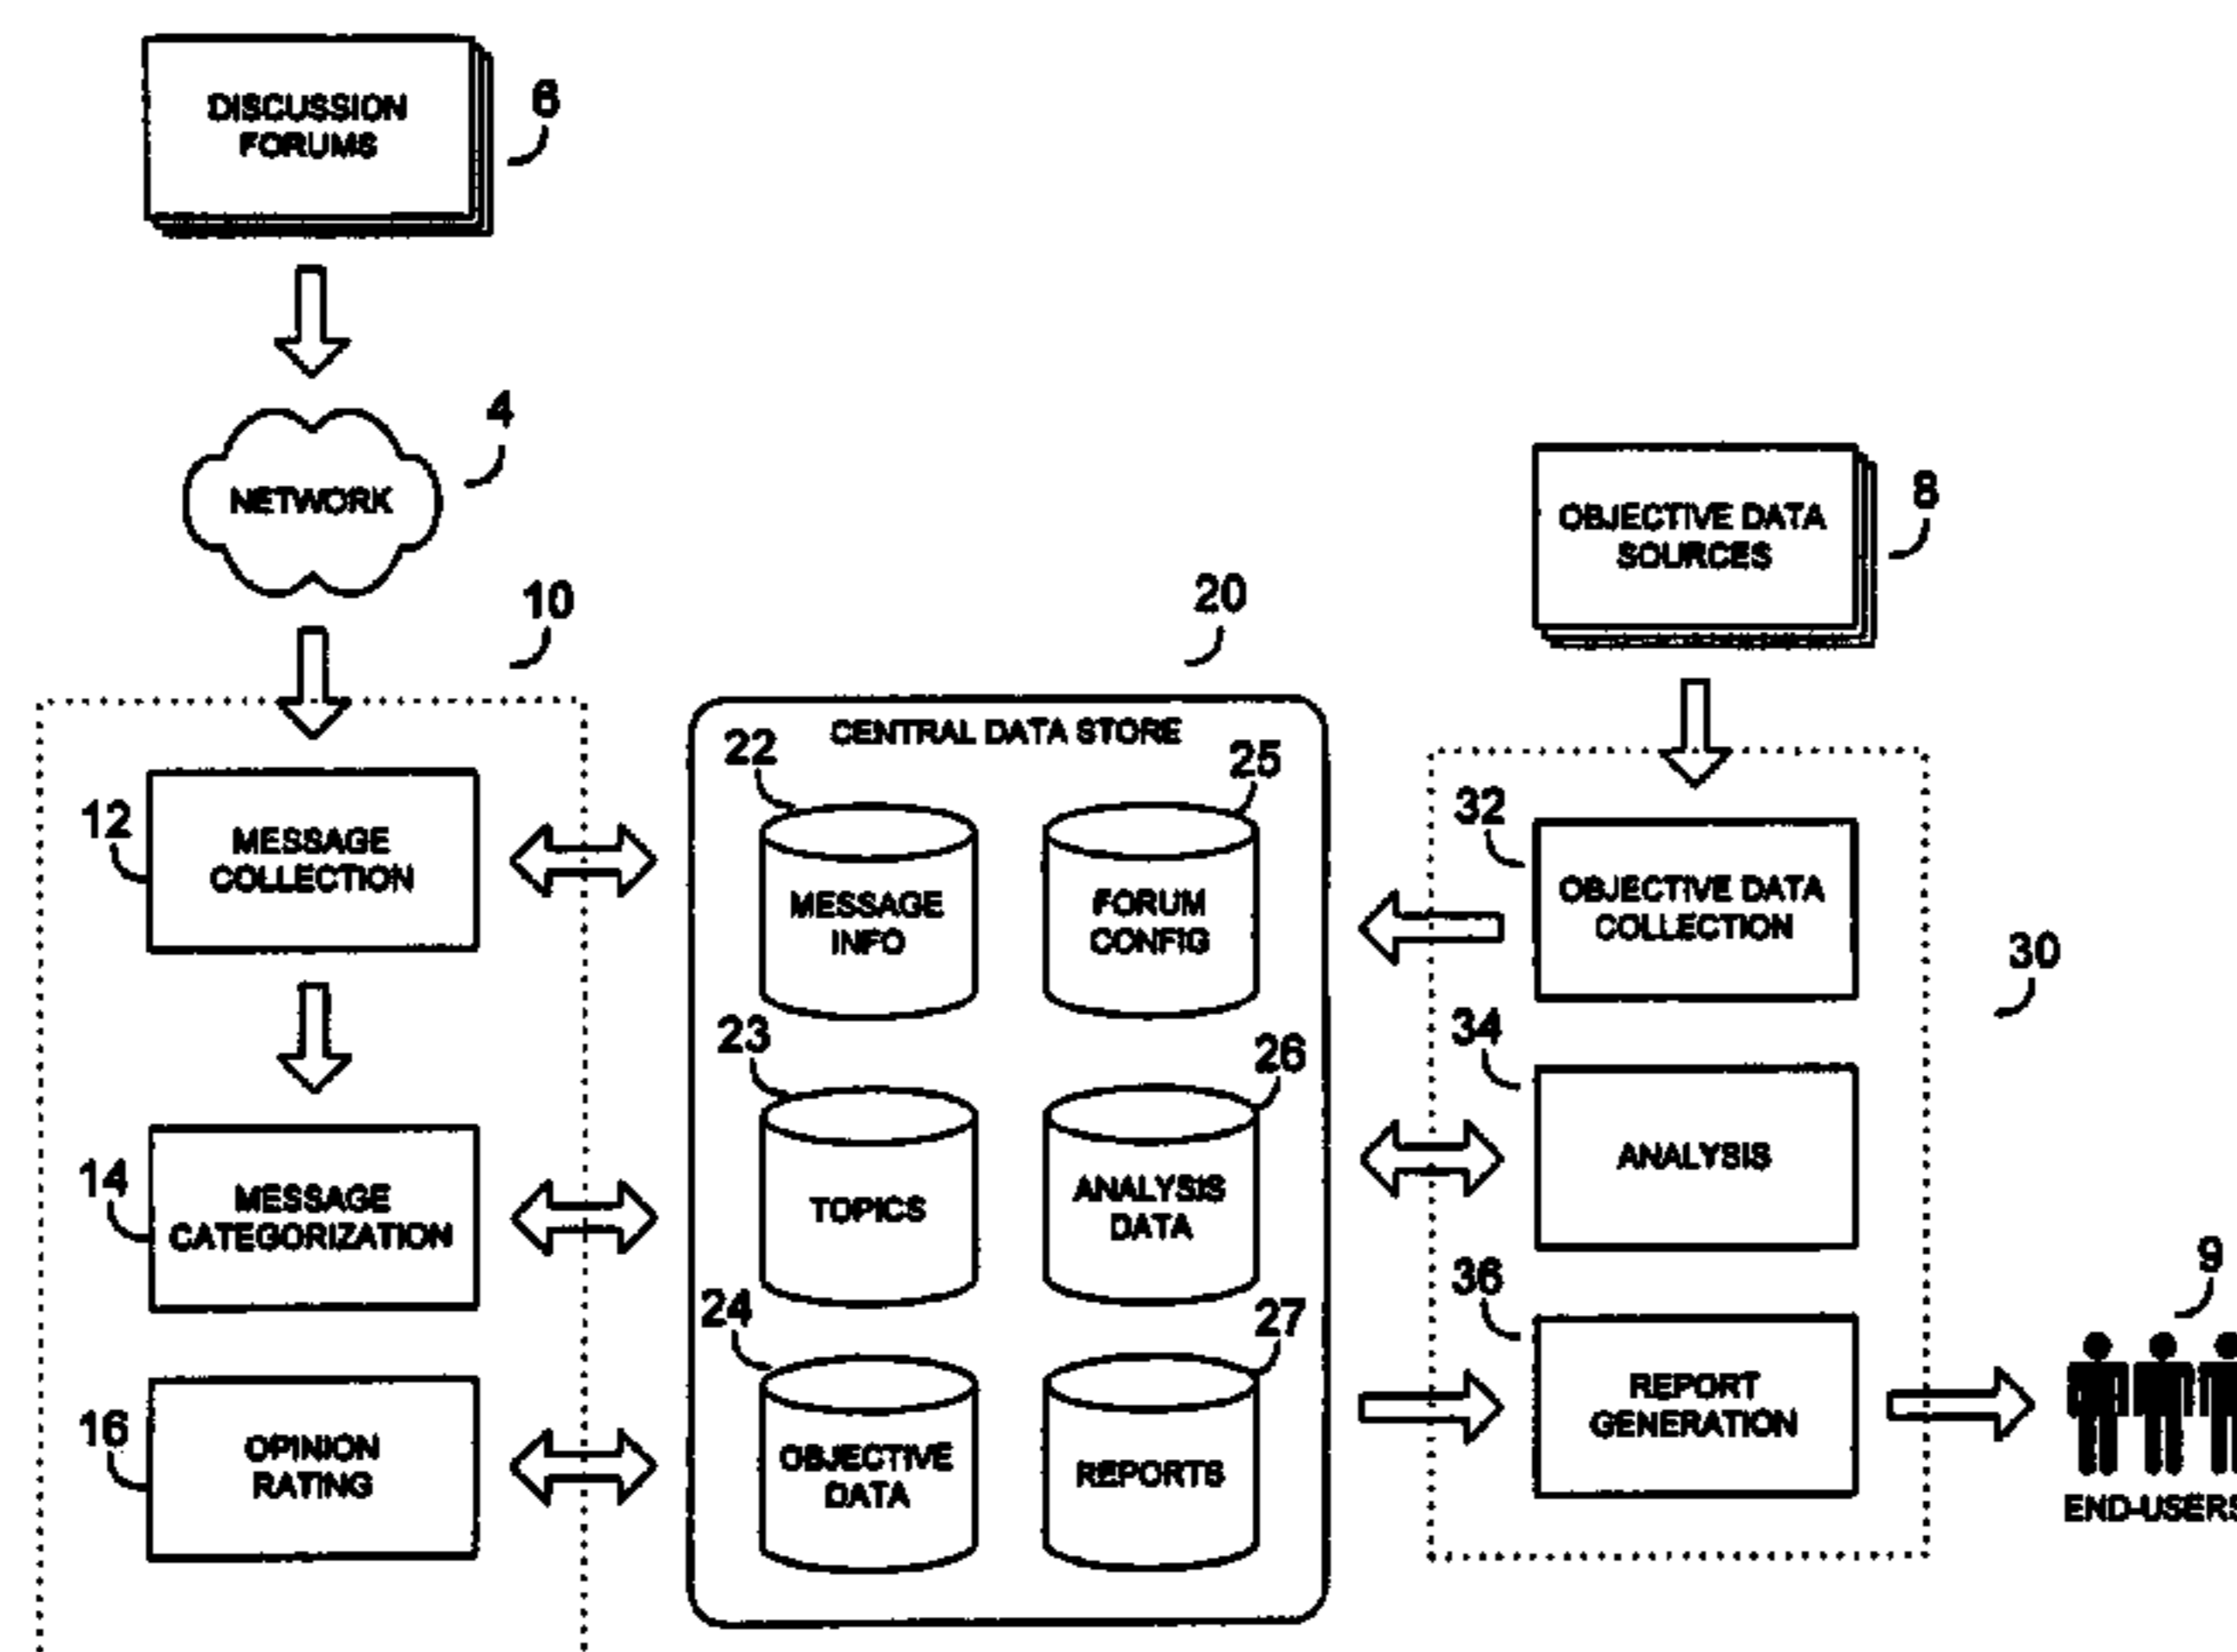 DISCUSSION
FORUMS
6
NETWORK
4
10
12
MESSAGE
COLLECTION
14
MESSAGE
CATEGORIZATION
16
OPINION
RATING
20
CENTRAL DATA STORE
22
MESSAGE
INFO
25
FORUM
CONFIG
23
TOPICS
26
ANALYSIS
DATA
24
OBJECTIVE
DATA
27
REPORTS
OBJECTIVE DATA
SOURCES
8
30
32
OBJECTIVE DATA
COLLECTION
34
ANALYSIS
36
REPORT
GENERATION
9
END-USERS